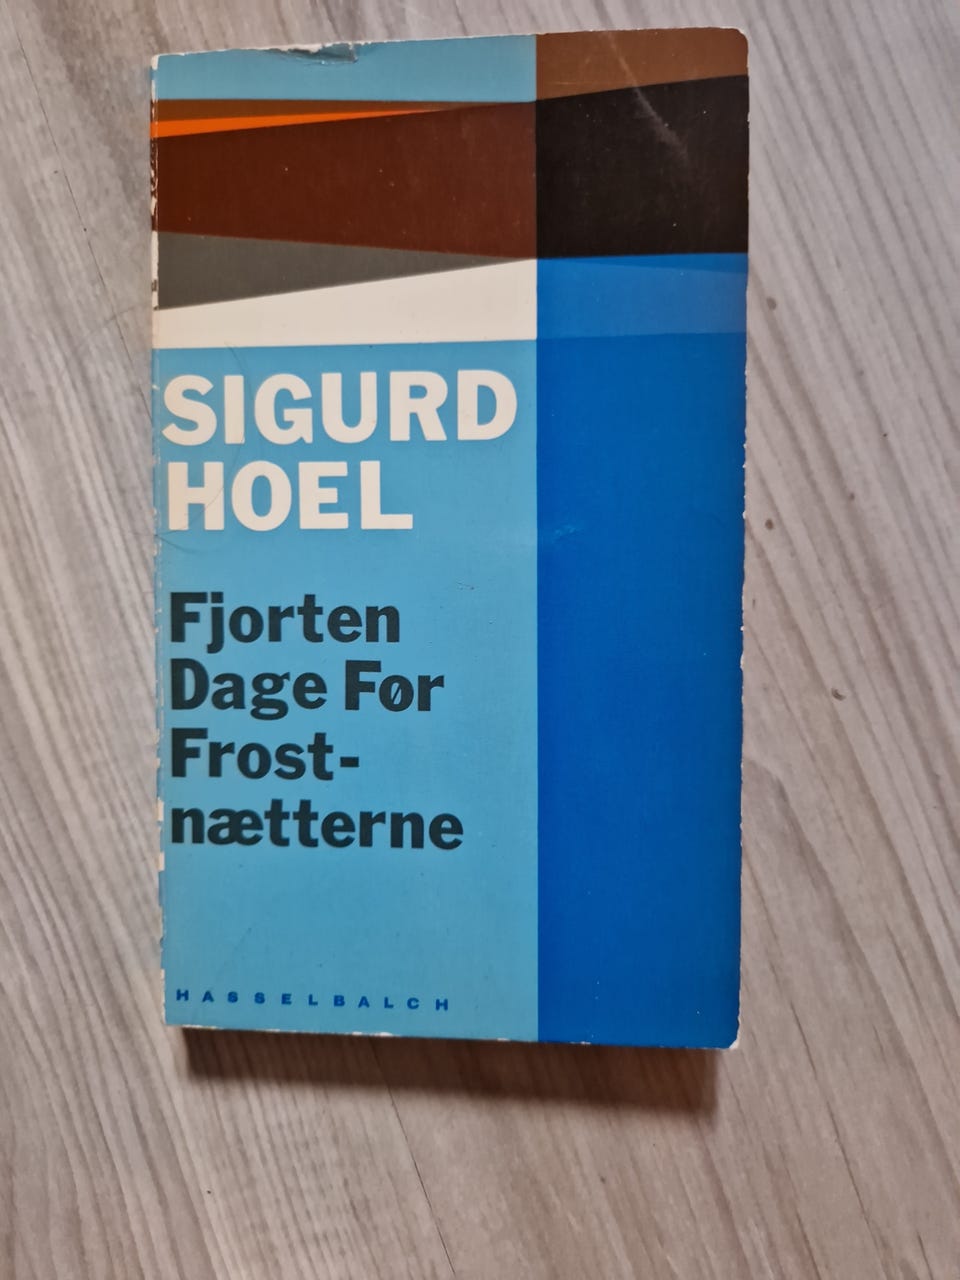 SIGURD
HOEL
Fjorten
Dage Før
Frost-
nætterne
HASSELBALCH